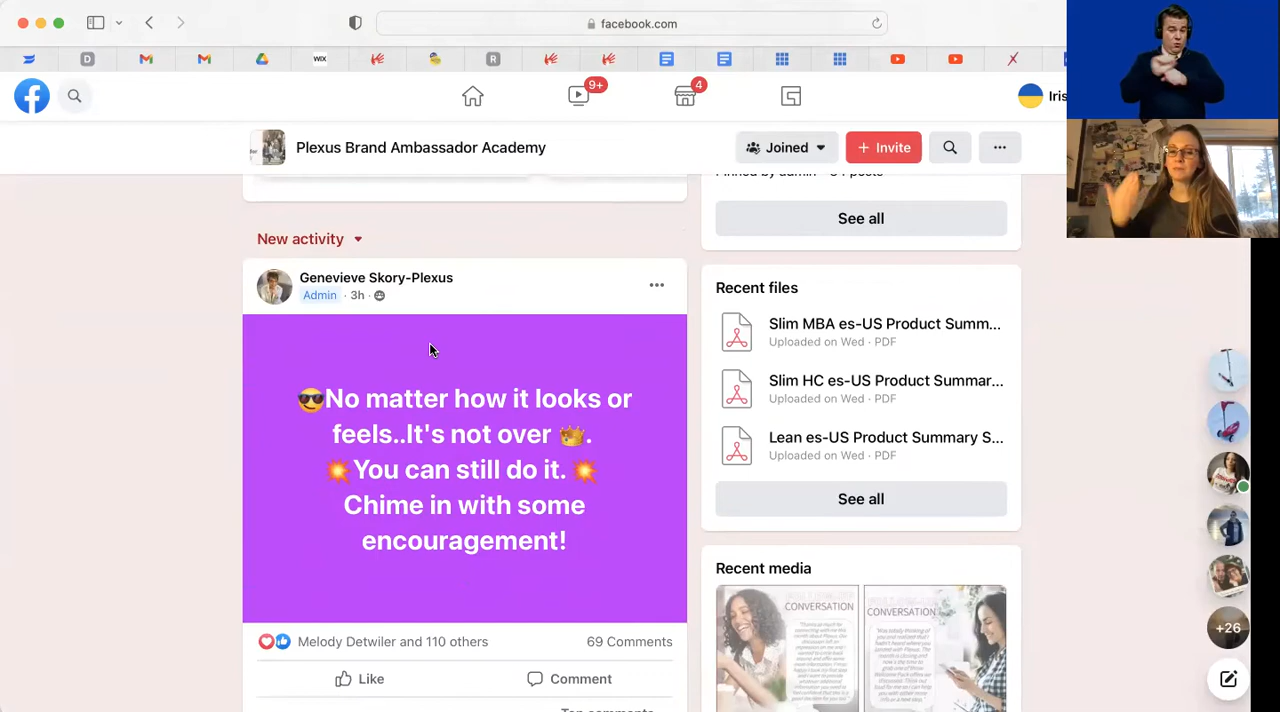 facebook.com
D
WIX
R
9+
4
Iris
Plexus Brand Ambassador Academy
Joined
+ Invite
See all
New activity
Genevieve Skory-Plexus
Admin · 3h ·
😎No matter how it looks or
feels..It's not over 👑.
💥You can still do it. 💥
Chime in with some
encouragement!
Melody Detwiler and 110 others
69 Comments
Like
Comment
Recent files
Slim MBA es-US Product Summ...
Uploaded on Wed · PDF
Slim HC es-US Product Summar...
Uploaded on Wed · PDF
Lean es-US Product Summary S...
Uploaded on Wed · PDF
See all
Recent media
CONVERSATION
CONVERSATION
+26